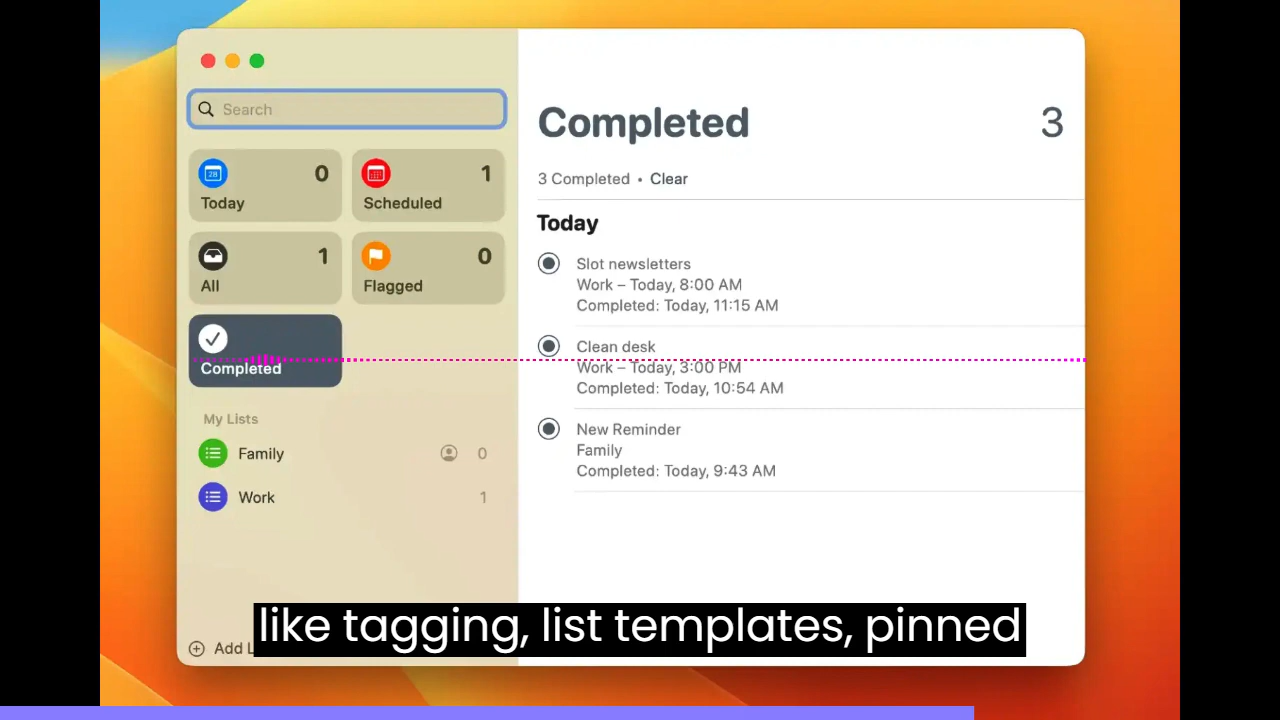 Search
28
Today
0
Scheduled
1
All
1
Flagged
0
Completed
My Lists
Family
0
Work
1
Add L
Completed
3
3 Completed • Clear
Today
Slot newsletters
Work – Today, 8:00 AM
Completed: Today, 11:15 AM
Clean desk
Work – Today, 3:00 PM
Completed: Today, 10:54 AM
New Reminder
Family
Completed: Today, 9:43 AM
like tagging, list templates, pinned